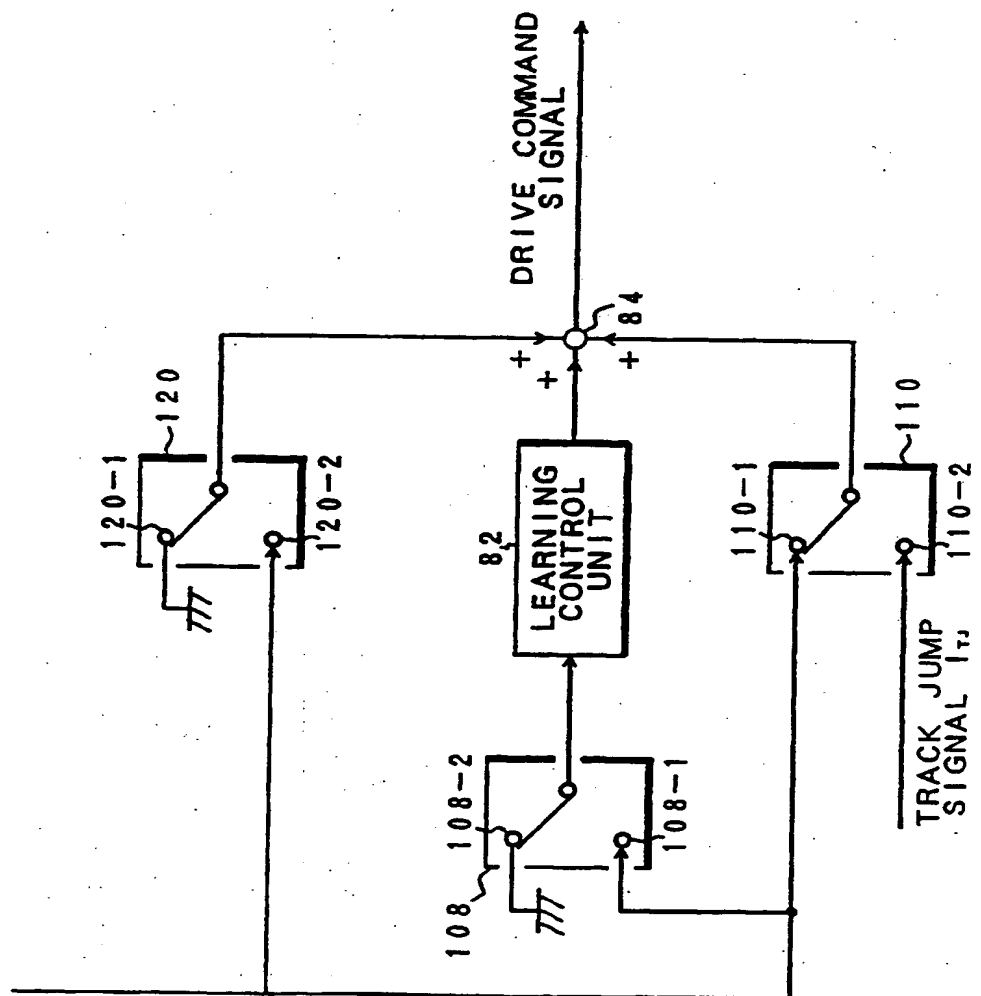 120-1
120
120-2
DRIVE COMMAND
SIGNAL
+
+
+
84
82
LEARNING
CONTROL
UNIT
108
108-2
108-1
110-1
110
110-2
TRACK JUMP
SIGNAL ITJ